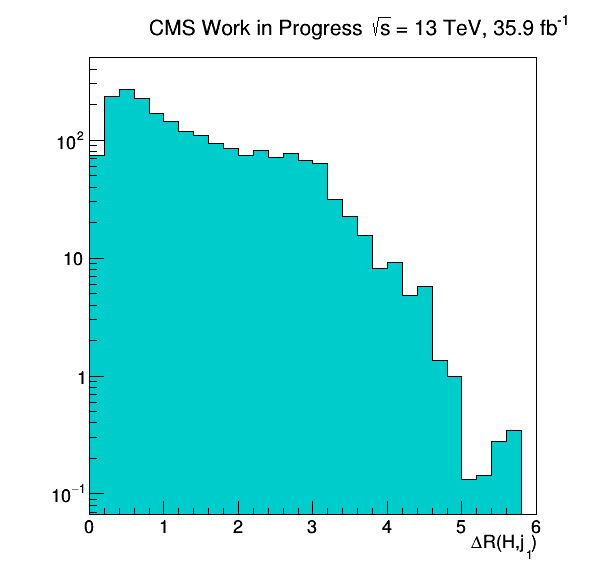 CMS Work in Progress √s = 13 TeV, 35.9 fb⁻¹
10²
10
1
10⁻¹
0 1 2 3 4 5 6
ΔR(H,j₁)